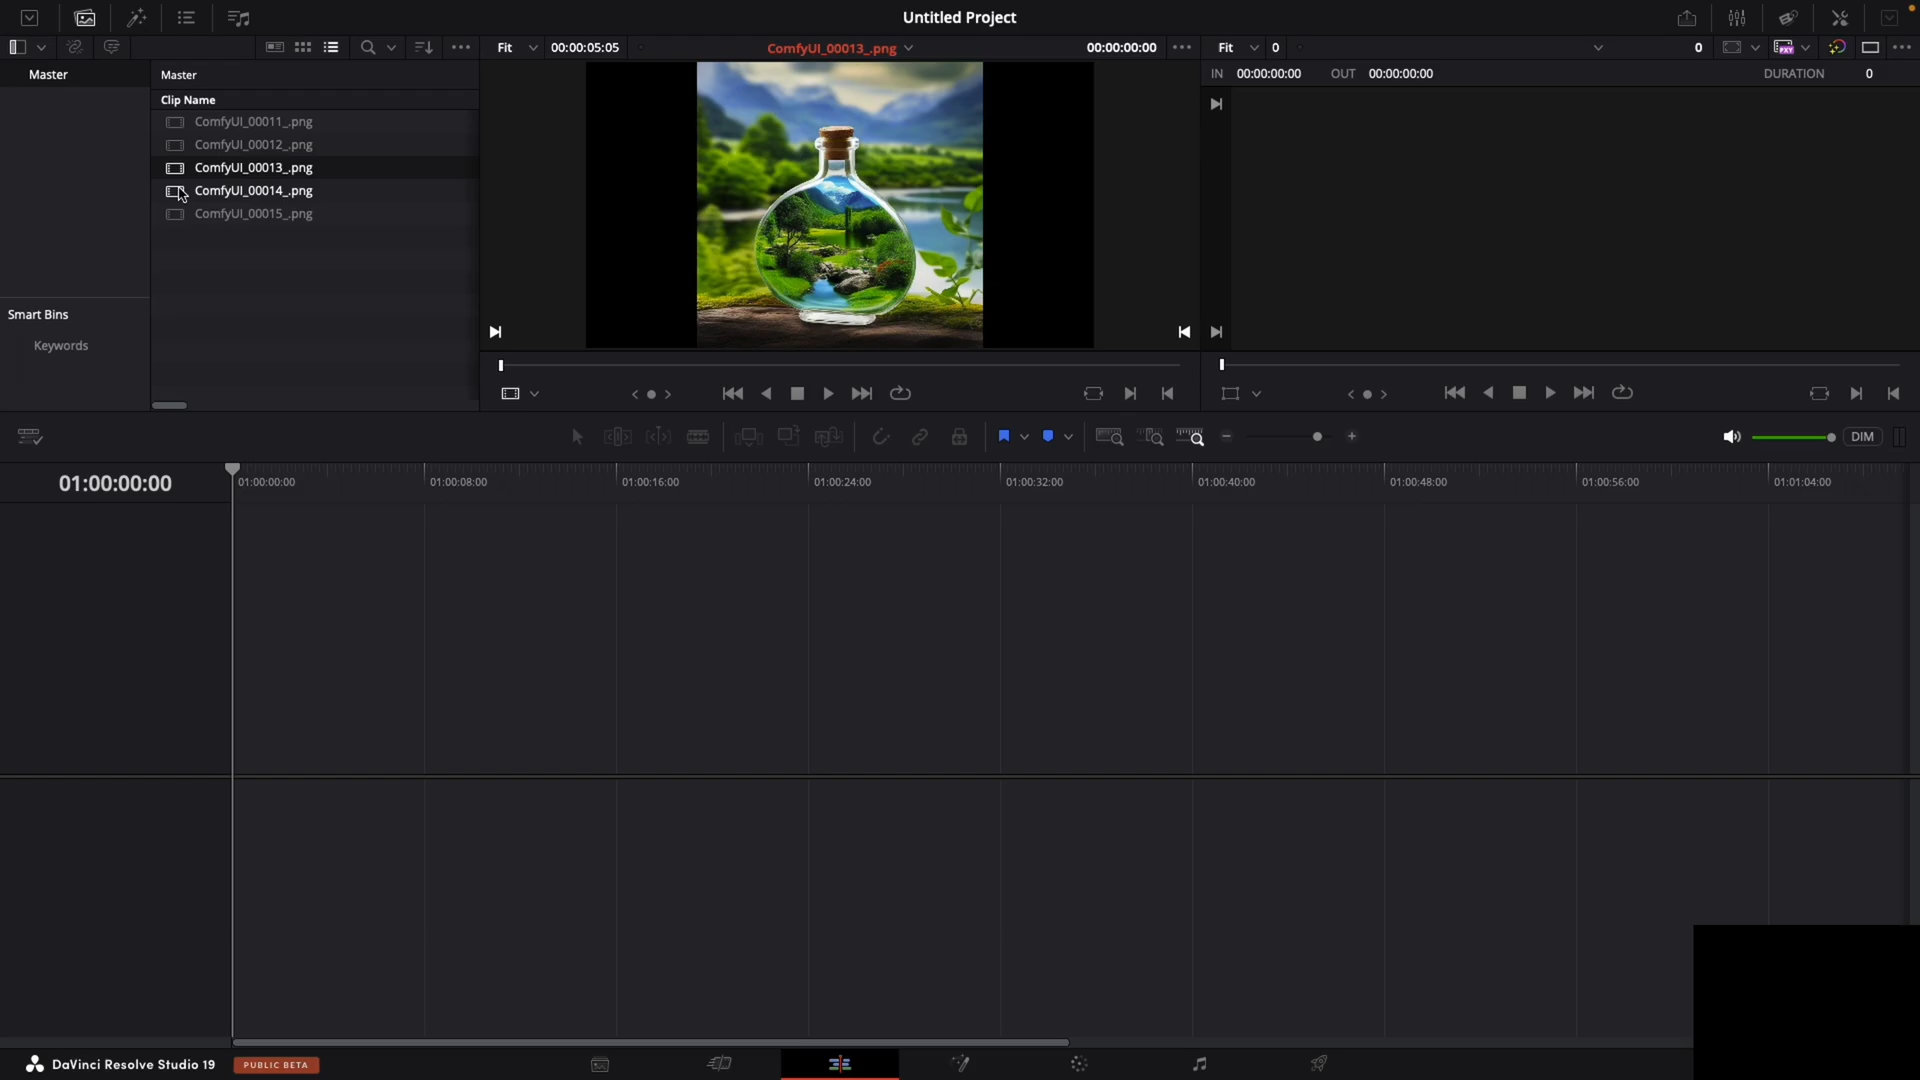 Untitled Project
Fit 00:00:05:05 ComfyUI_00013_.png 00:00:00:00 Fit 0 0 PXY
Master Master
IN 00:00:00:00 OUT 00:00:00:00 DURATION 0
Clip Name
ComfyUI_00011_.png
ComfyUI_00012_.png
ComfyUI_00013_.png
ComfyUI_00014_.png
ComfyUI_00015_.png
Smart Bins
Keywords
DIM
01:00:00:00 01:00:00:00 01:00:08:00 01:00:16:00 01:00:24:00 01:00:32:00 01:00:40:00 01:00:48:00 01:00:56:00 01:01:04:00
DaVinci Resolve Studio 19 PUBLIC BETA